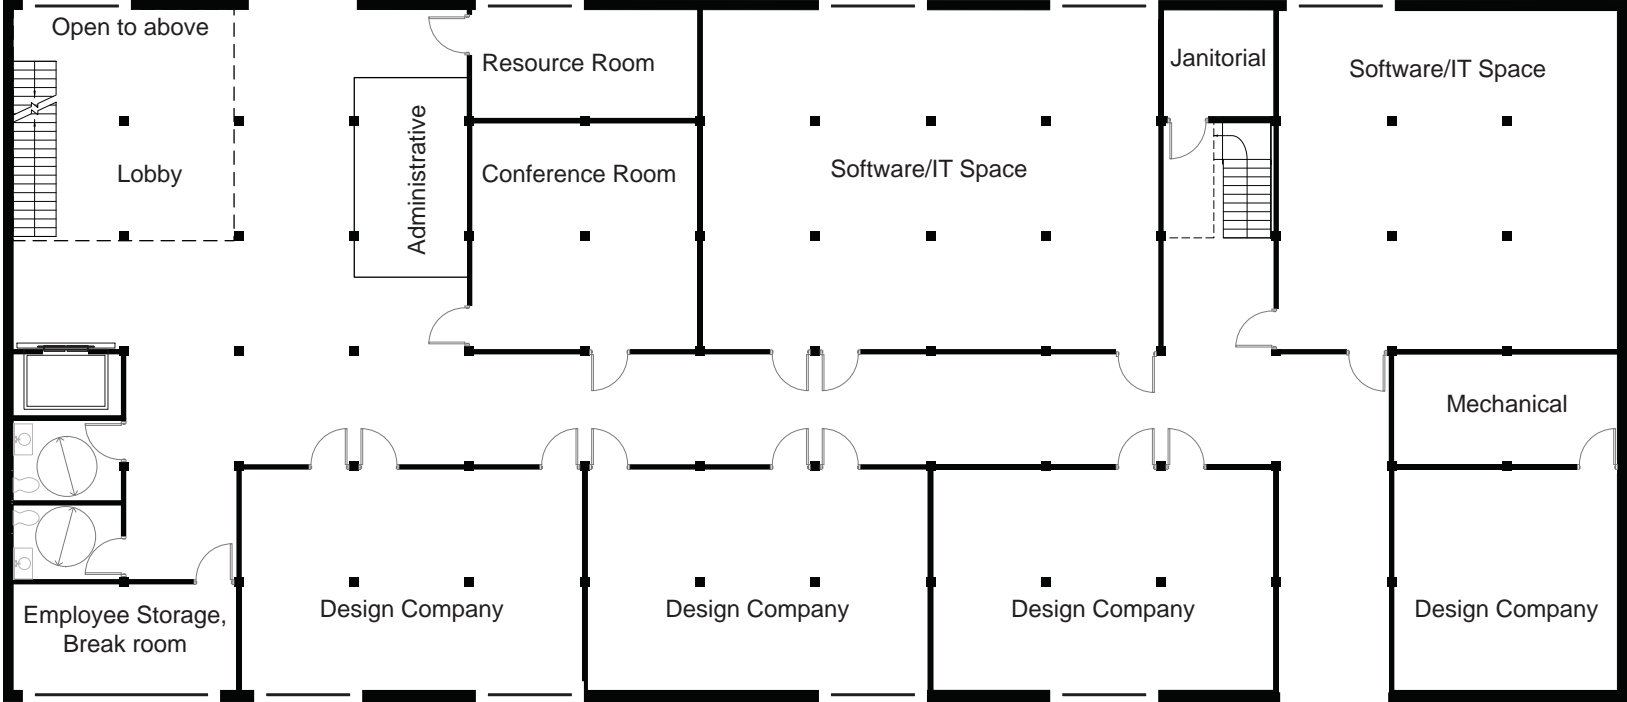 Open to above
Resource Room
Janitorial
Software/IT Space
Administrative
Lobby
Conference Room
Software/IT Space
Mechanical
Employee Storage,
Break room
Design Company
Design Company
Design Company
Design Company